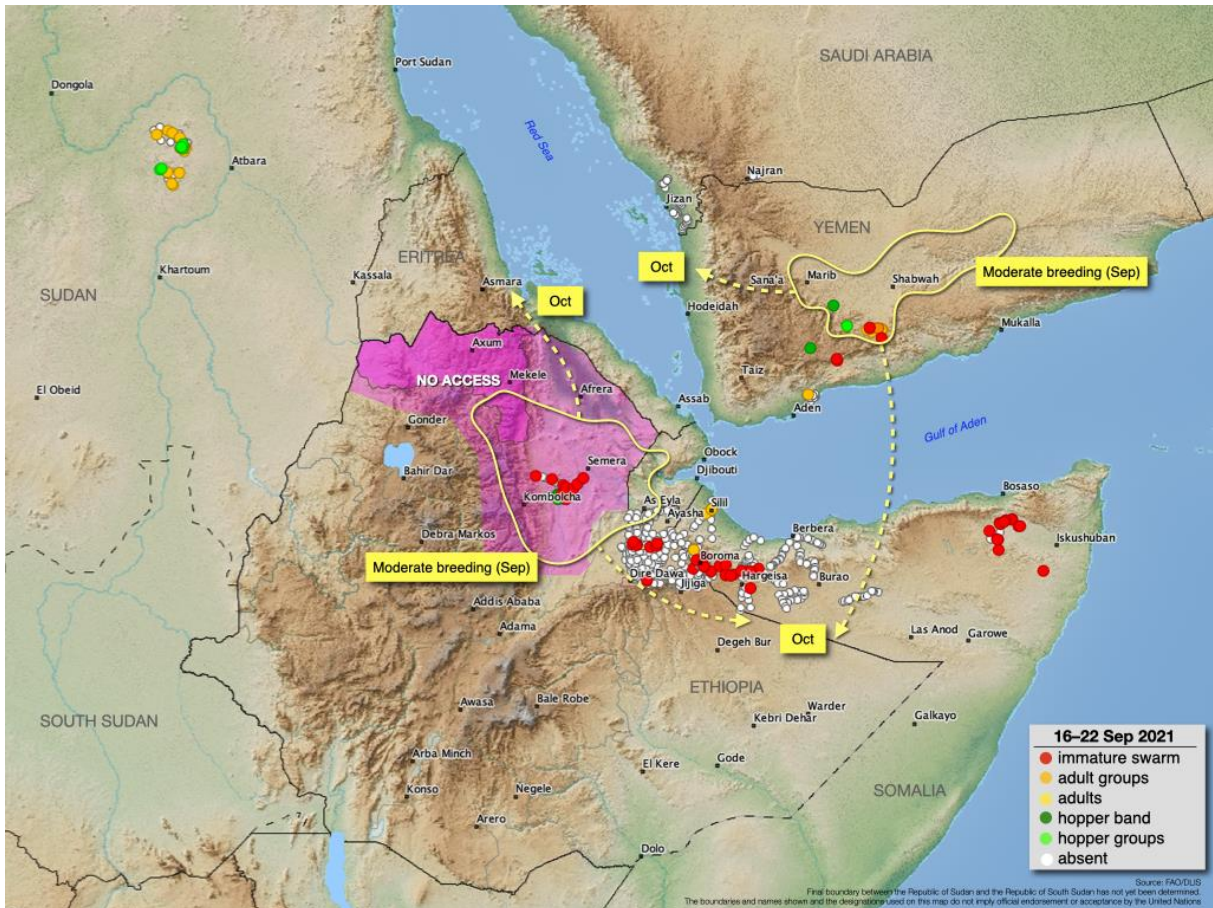 SAUDI ARABIA
Port Sudan
Dongola
Red Sea
Atbara
Najran
Jizan
YEMEN
ERITREA
Kassala
Khartoum
Asmara
Oct
Oct
Sana'a
Marib
Shabwah
Moderate breeding (Sep)
SUDAN
Hodeidah
Mukalla
Axum
NO ACCESS
Mekele
Afrera
Taiz
El Obeid
Assab
Aden
Gulf of Aden
Gonder
Bahir Dar
Semera
Obock
Djibouti
Kombolcha
As Eyla
Ayasha
Silil
Bosaso
Debra Markos
Berbera
Iskushuban
Moderate breeding (Sep)
Boroma
Dire Dawa
Jijiga
Hargeisa
Burao
Addis Ababa
Adama
Oct
Las Anod
Garowe
Degeh Bur
ETHIOPIA
SOUTH SUDAN
Awasa
Bale Robe
Warder
Kebri Dehar
Galkayo
Arba Minch
El Kere
Gode
Konso
Negele
SOMALIA
Arero
Dolo
16–22 Sep 2021
immature swarm
adult groups
adults
hopper band
hopper groups
absent
Source: FAO/DLIS
Final boundary between the Republic of Sudan and the Republic of South Sudan has not yet been determined.
The boundaries and names shown and the designations used on this map do not imply official endorsement or acceptance by the United Nations